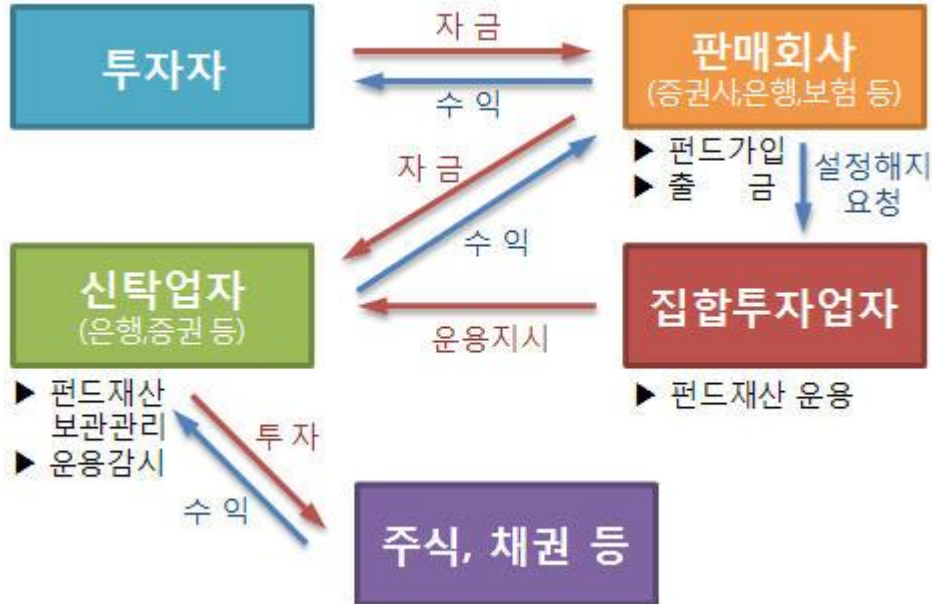 투자자
자 금
수 익
판매회사
(증권사,은행,보험 등)
▶ 펀드가입
▶ 출 금
설정해지
요청
자 금
수 익
신탁업자
(은행,증권 등)
운용지시
집합투자업자
▶ 펀드재산
보관관리
▶ 운용감시
▶ 펀드재산 운용
투 자
수 익
주식, 채권 등